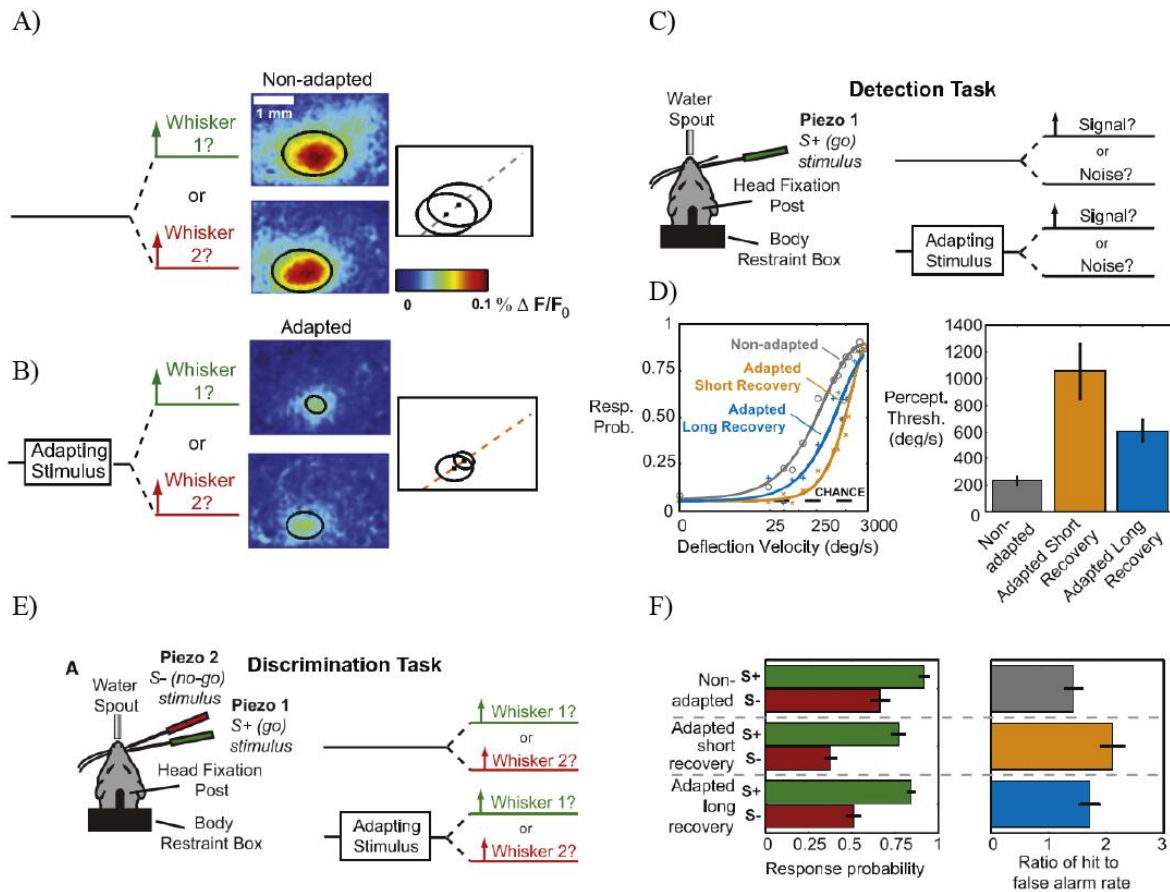 A)
Non-adapted
1 mm
Whisker
1?
or
Whisker
2?
0
0.1
% Δ F/F0
B)
Adapted
Whisker
1?
or
Whisker
2?
Adapting
Stimulus
C)
Detection Task
Water
Spout
Piezo 1
S+ (go)
stimulus
Head Fixation
Post
Body
Restraint Box
Signal?
or
Noise?
Adapting
Stimulus
Signal?
or
Noise?
D)
1
0.75
Resp. 0.50
Prob.
0.25
0
Non-adapted
Adapted
Short Recovery
Adapted
Long Recovery
CHANCE
0 25 250 3000
Deflection Velocity (deg/s)
Percept.
Thresh.
(deg/s)
1400
1200
1000
800
600
400
200
0
Non-
adapted
Adapted Short
Recovery
Adapted Long
Recovery
E)
A
Discrimination Task
Piezo 2
S- (no-go)
stimulus
Water
Spout
Piezo 1
S+ (go)
stimulus
Head Fixation
Post
Body
Restraint Box
Whisker 1?
or
Whisker 2?
Adapting
Stimulus
Whisker 1?
or
Whisker 2?
F)
Non-
adapted
S+
S-
Adapted
short
recovery
S+
S-
Adapted
long
recovery
S+
S-
0 0.25 0.5 0.75 1
Response probability
0 1 2 3
Ratio of hit to
false alarm rate